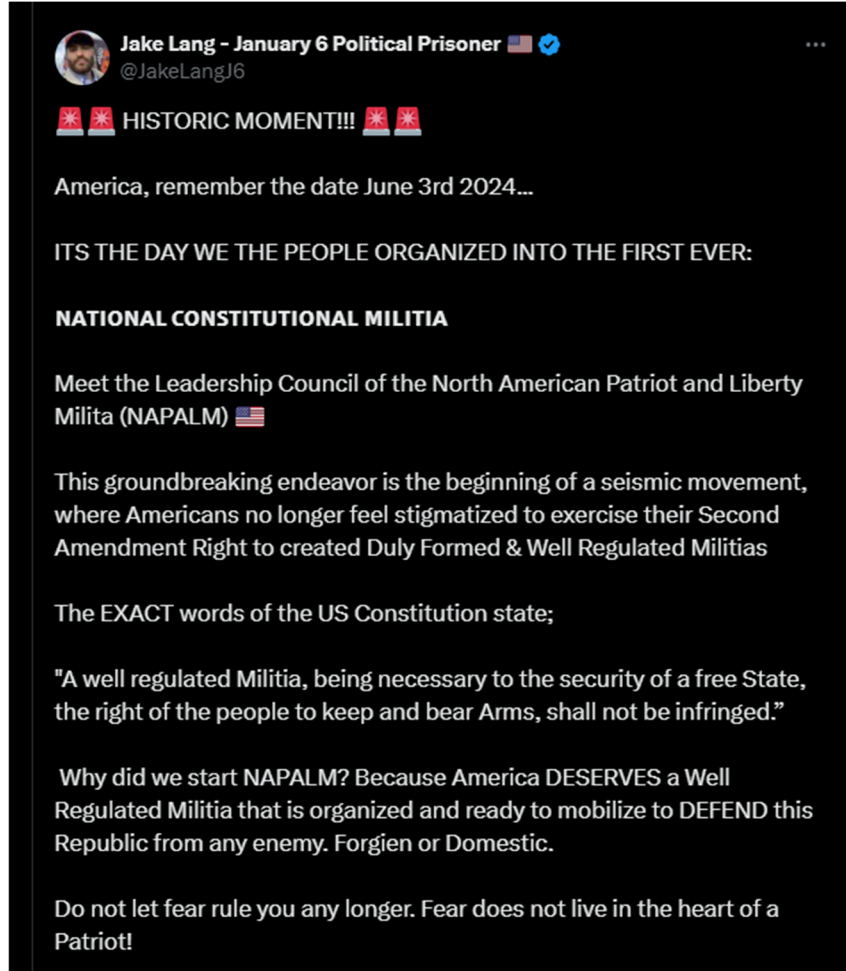 Jake Lang - January 6 Political Prisoner 🇺🇸
@JakeLangJ6
🚨🚨 HISTORIC MOMENT!!! 🚨🚨
America, remember the date June 3rd 2024...
ITS THE DAY WE THE PEOPLE ORGANIZED INTO THE FIRST EVER:
NATIONAL CONSTITUTIONAL MILITIA
Meet the Leadership Council of the North American Patriot and Liberty
Milita (NAPALM) 🇺🇸
This groundbreaking endeavor is the beginning of a seismic movement,
where Americans no longer feel stigmatized to exercise their Second
Amendment Right to created Duly Formed & Well Regulated Militias
The EXACT words of the US Constitution state;
"A well regulated Militia, being necessary to the security of a free State,
the right of the people to keep and bear Arms, shall not be infringed.”
Why did we start NAPALM? Because America DESERVES a Well
Regulated Militia that is organized and ready to mobilize to DEFEND this
Republic from any enemy. Forgien or Domestic.
Do not let fear rule you any longer. Fear does not live in the heart of a
Patriot!